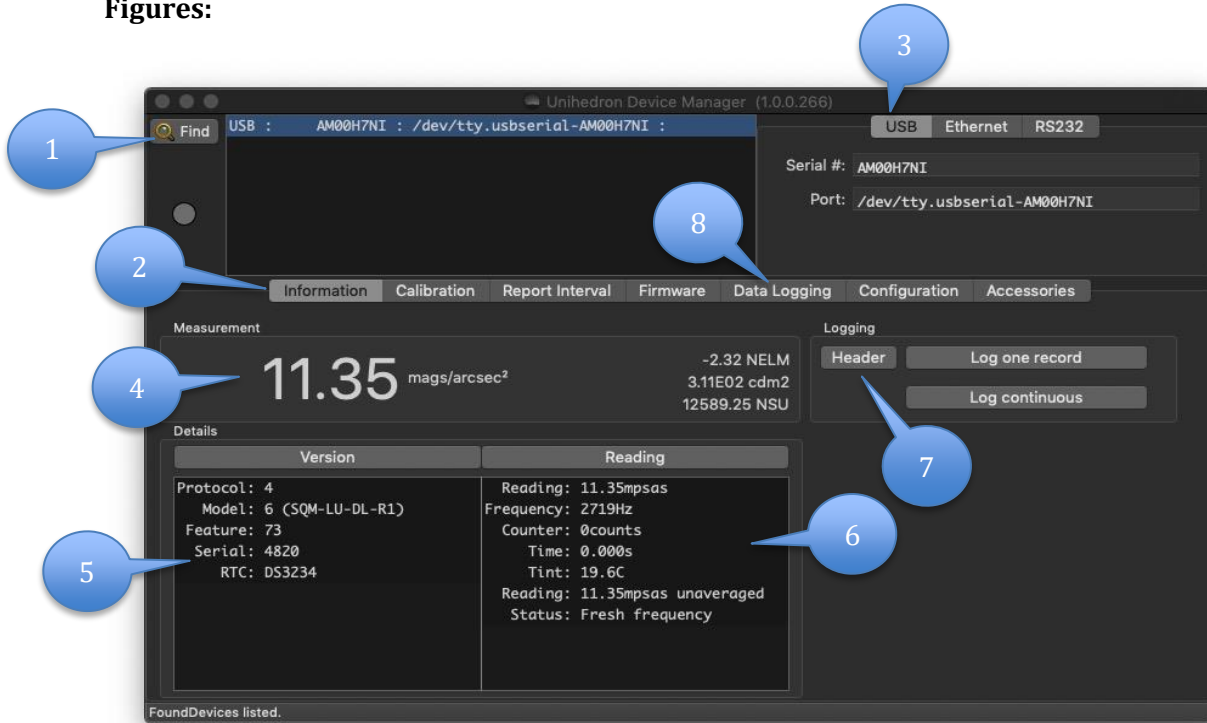 Figures:
3
Unihedron Device Manager (1.0.0.266)
1
Find
USB : AM00H7NI : /dev/tty.usbserial-AM00H7NI :
USB Ethernet RS232
Serial #: AM00H7NI
Port: /dev/tty.usbserial-AM00H7NI
8
2
Information Calibration Report Interval Firmware Data Logging Configuration Accessories
Measurement
4
11.35 mags/arcsec²
-2.32 NELM
3.11E02 cdm2
12589.25 NSU
Logging
Header Log one record
Log continuous
7
Details
Version Reading
5
Protocol: 4
Model: 6 (SQM-LU-DL-R1)
Feature: 73
Serial: 4820
RTC: DS3234
Reading: 11.35mpsas
Frequency: 2719Hz
Counter: 0counts
Time: 0.000s
Tint: 19.6C
Reading: 11.35mpsas unaveraged
Status: Fresh frequency
6
FoundDevices listed.